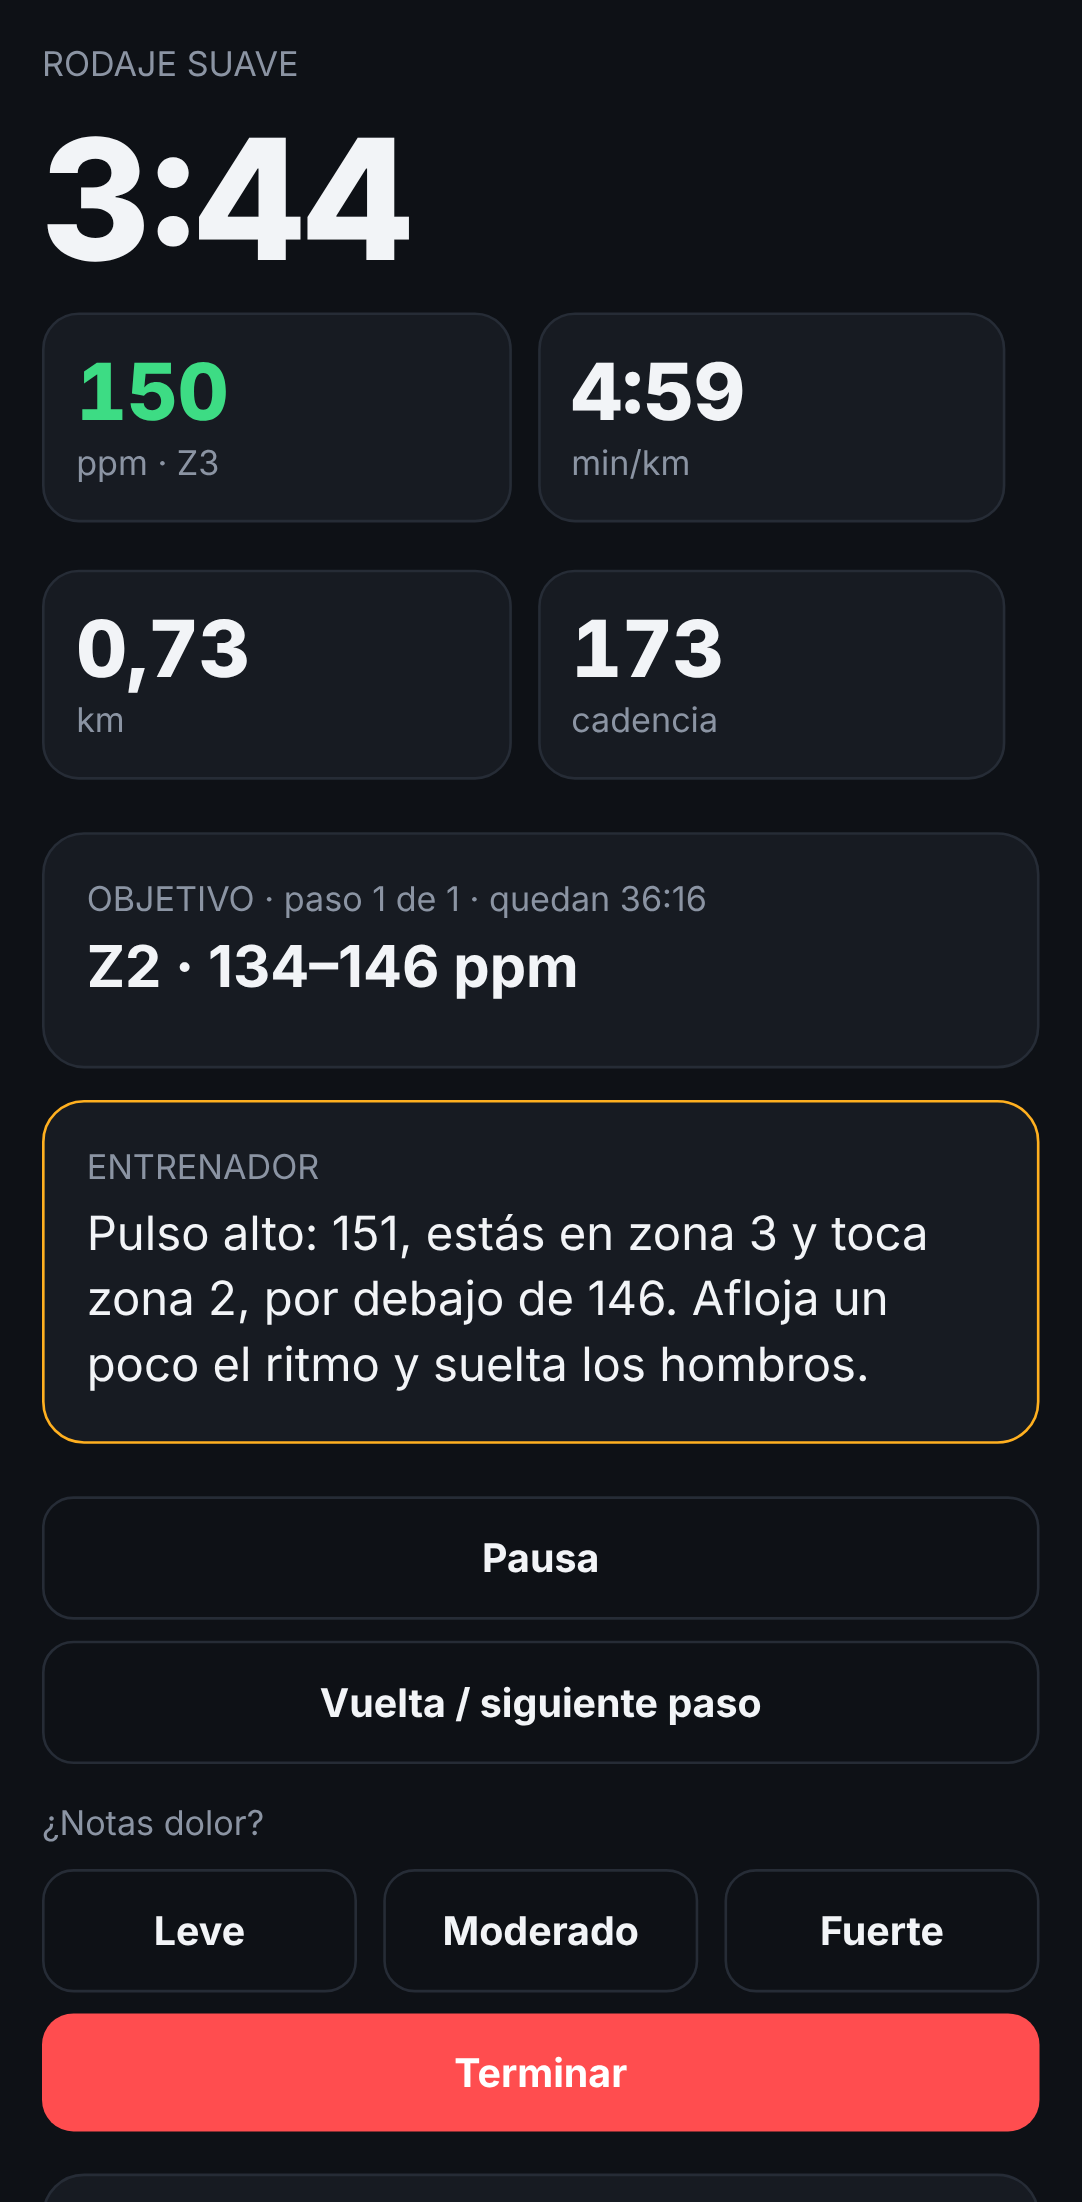 RODAJE SUAVE
3:44
150
ppm · Z3
4:59
min/km
0,73
km
173
cadencia
OBJETIVO · paso 1 de 1 · quedan 36:16
Z2 · 134–146 ppm
ENTRENADOR
Pulso alto: 151, estás en zona 3 y toca
zona 2, por debajo de 146. Afloja un
poco el ritmo y suelta los hombros.
Pausa
Vuelta / siguiente paso
¿Notas dolor?
Leve
Moderado
Fuerte
Terminar